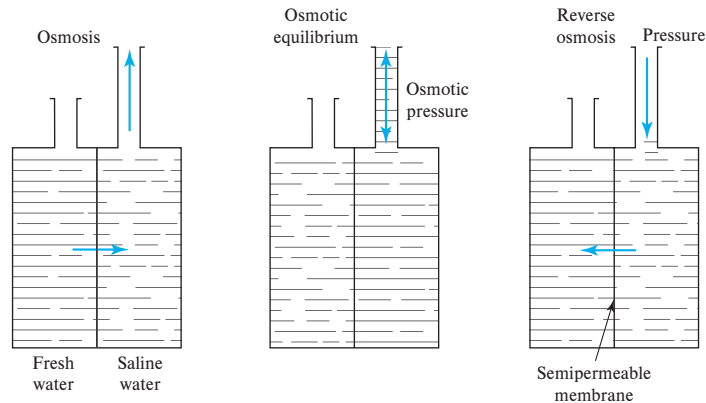 Osmosis
Osmotic
equilibrium
Osmotic
pressure
Reverse
osmosis
Pressure
Fresh
water
Saline
water
Semipermeable
membrane